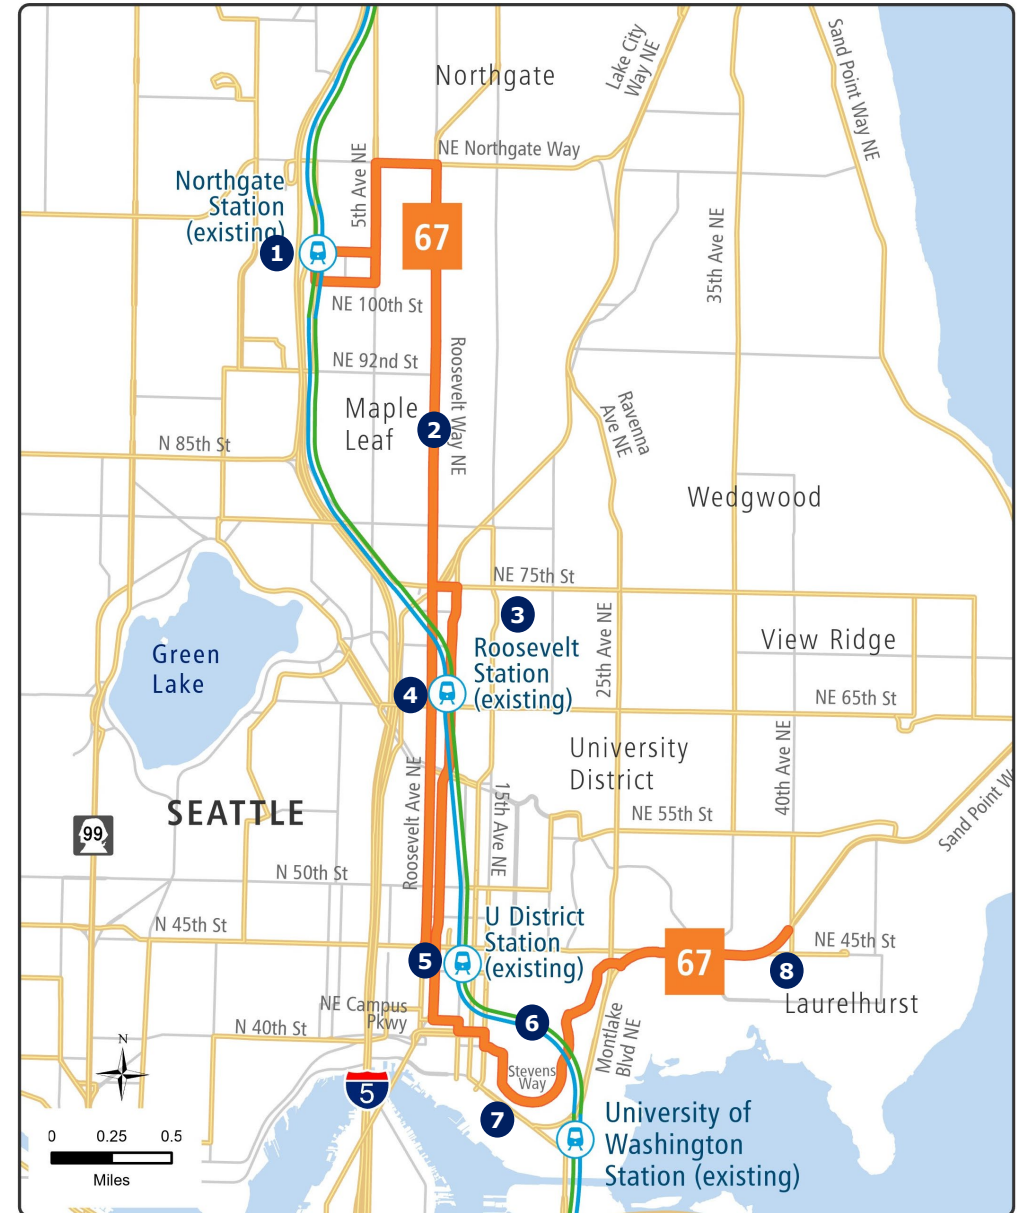 Northgate
Lake City
Way NE
Sand Point Way NE
NE Northgate Way
5th Ave NE
Northgate
Station
(existing)
1
67
35th Ave NE
NE 100th St
NE 92nd St
Roosevelt Way NE
Maple
Leaf
2
Ravenna
Ave NE
N 85th St
Wedgwood
NE 75th St
3
25th Ave NE
Green
Lake
Roosevelt
Station
(existing)
View Ridge
4
NE 65th St
University
District
40th Ave NE
Roosevelt Ave NE
15th Ave NE
SEATTLE
99
NE 55th St
Sand Point W
N 50th St
N 45th St
U District
Station
(existing)
5
67
NE 45th St
8
Laurelhurst
NE Campus
Pkwy
6
N 40th St
Montlake
Blvd NE
N
Stevens
Way
5
7
University of
Washington
Station (existing)
0 0.25 0.5
Miles